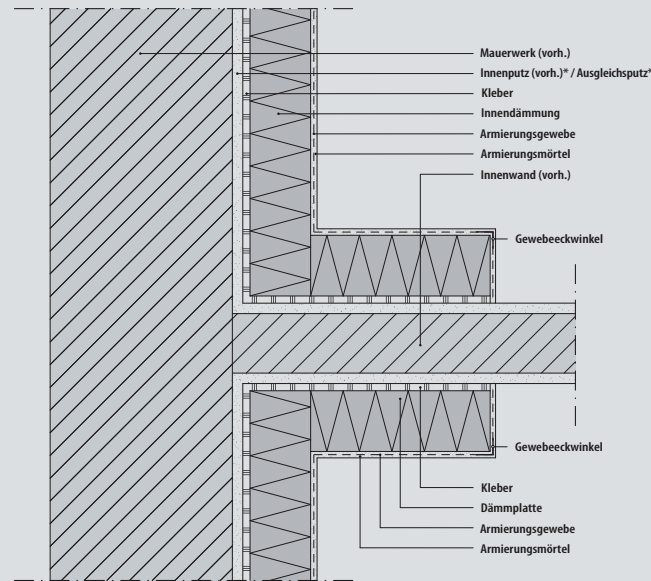 Mauerwerk (vorh.)
Innenputz (vorh.)* / Ausgleichsputz*
Kleber
Innendämmung
Armierungsgewebe
Armierungsmörtel
Innenwand (vorh.)
Gewebeeckwinkel
Gewebeeckwinkel
Kleber
Dämmplatte
Armierungsgewebe
Armierungsmörtel